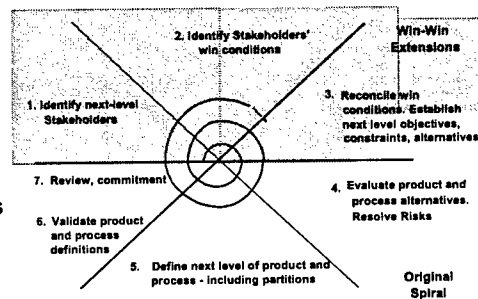 2. Identify Stakeholders'
win conditions
Win-Win
Extensions
1. Identify next-level
Stakeholders
3. Reconcile win
conditions. Establish
next level objectives,
constraints, alternatives
7. Review, commitment
4. Evaluate product and
process alternatives.
Resolve Risks
6. Validate product
and process
definitions
5. Define next level of product and
process - including partitions
Original
Spiral